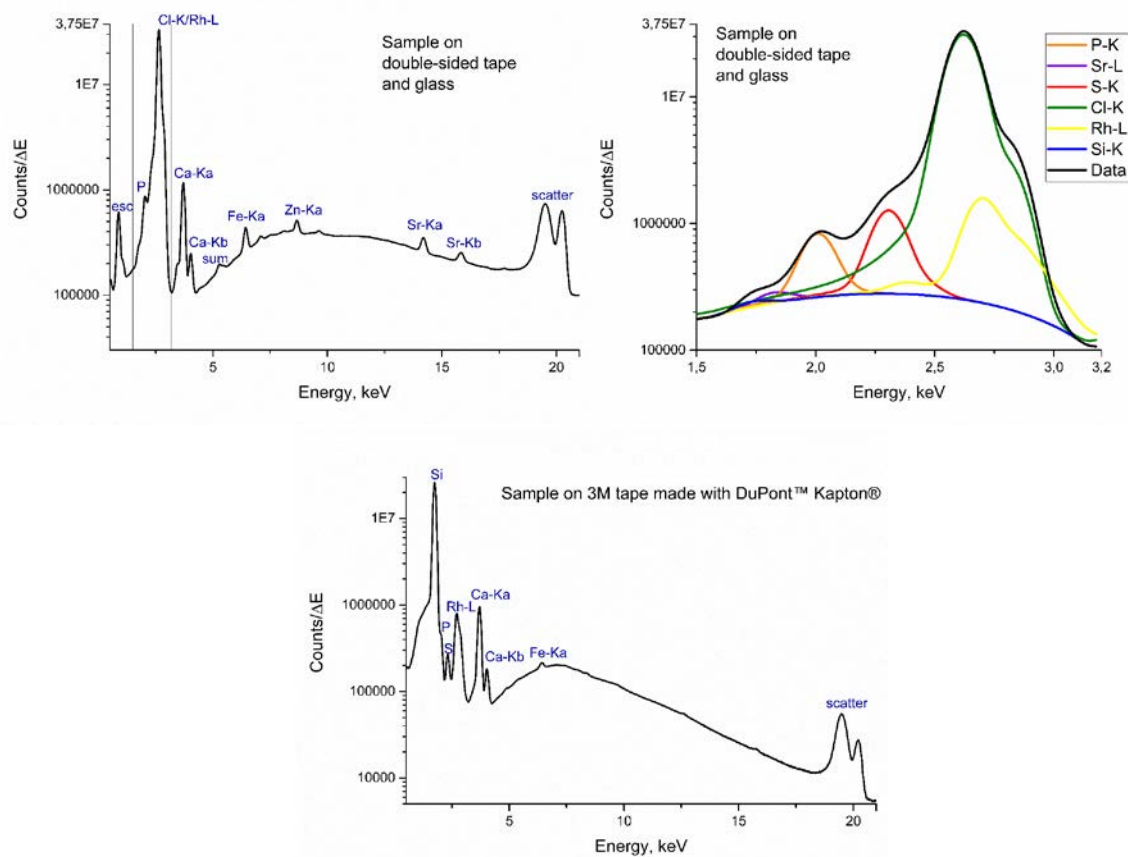 3,75E7
Cl-K/Rh-L
Sample on
double-sided tape
and glass
1E7
Counts/ΔE
Ca-Ka
1000000
P
esc
Fe-Ka
Zn-Ka
scatter
Ca-Kb
sum
Sr-Ka
Sr-Kb
100000
5
10
15
20
Energy, keV
3,75E7
Sample on
double-sided tape
and glass
P-K
Sr-L
S-K
Cl-K
Rh-L
Si-K
Data
1E7
Counts/ΔE
1000000
100000
1,5
2,0
2,5
3,0
3,2
Energy, keV
Si
Sample on 3M tape made with DuPont™ Kapton®
1E7
Counts/ΔE
1000000
Ca-Ka
Rh-L
P
S
Ca-Kb
Fe-Ka
100000
scatter
10000
5
10
15
20
Energy, keV